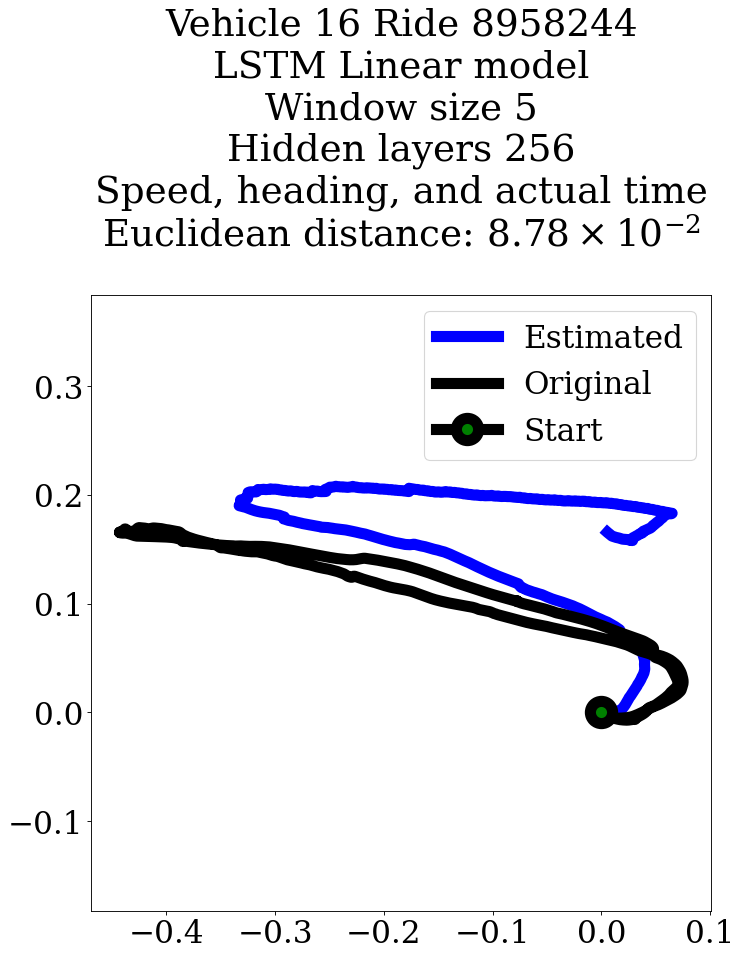 Vehicle 16 Ride 8958244
LSTM Linear model
Window size 5
Hidden layers 256
Speed, heading, and actual time
Euclidean distance: 8.78 × 10⁻²
Estimated
Original
Start
0.3
0.2
0.1
0.0
−0.1
−0.4 −0.3 −0.2 −0.1 0.0 0.1